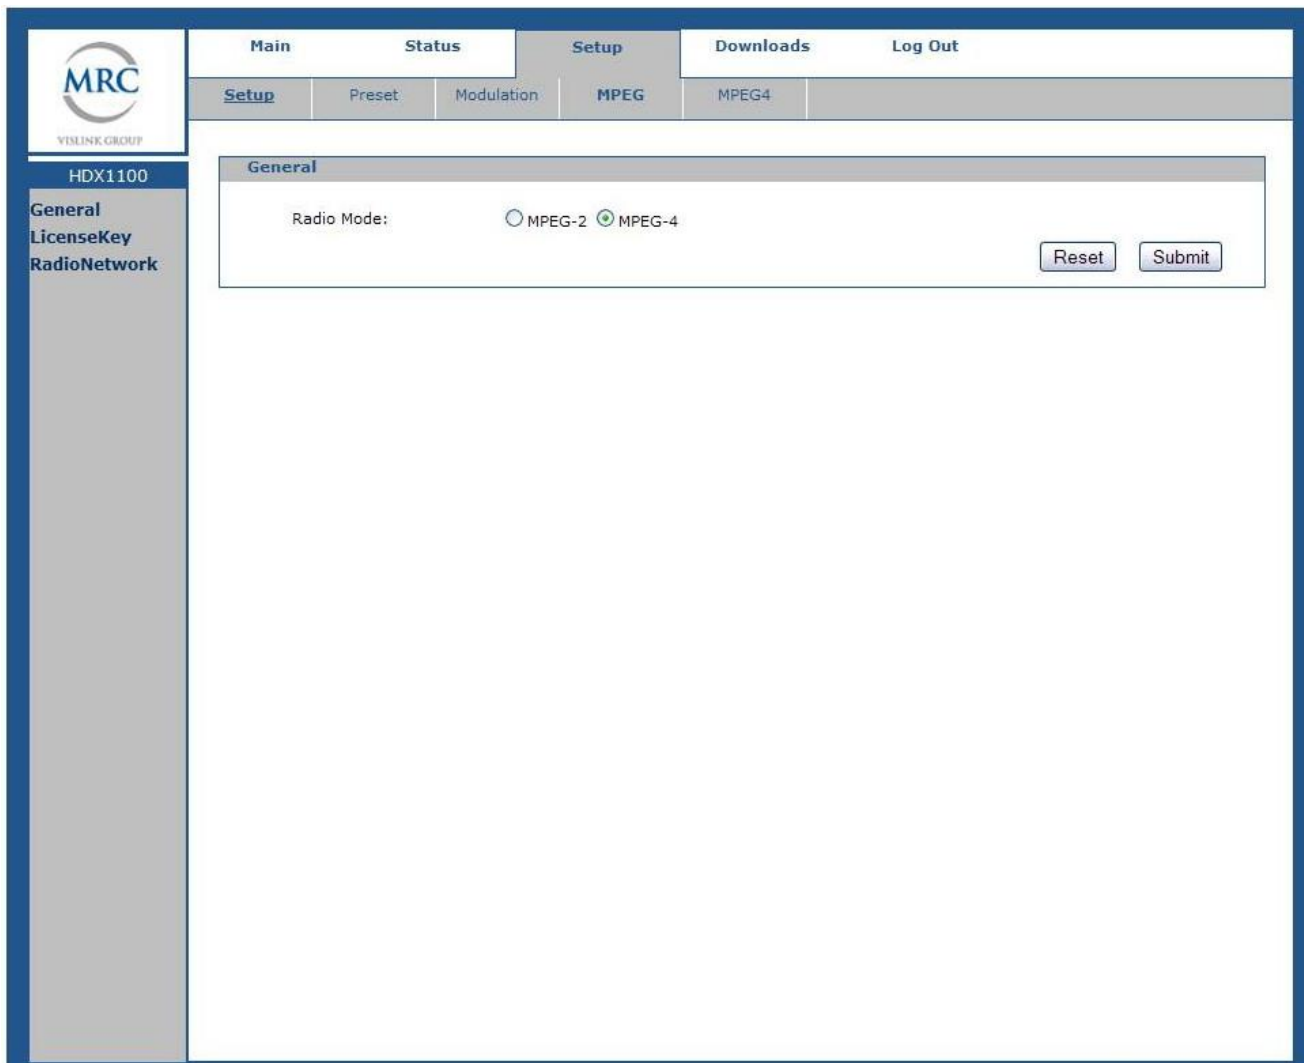 MRC
VISLINK GROUP
Main Status Setup Downloads Log Out
Setup Preset Modulation MPEG MPEG4
HDX1100
General
LicenseKey
RadioNetwork
General
Radio Mode: MPEG-2 MPEG-4
Reset Submit